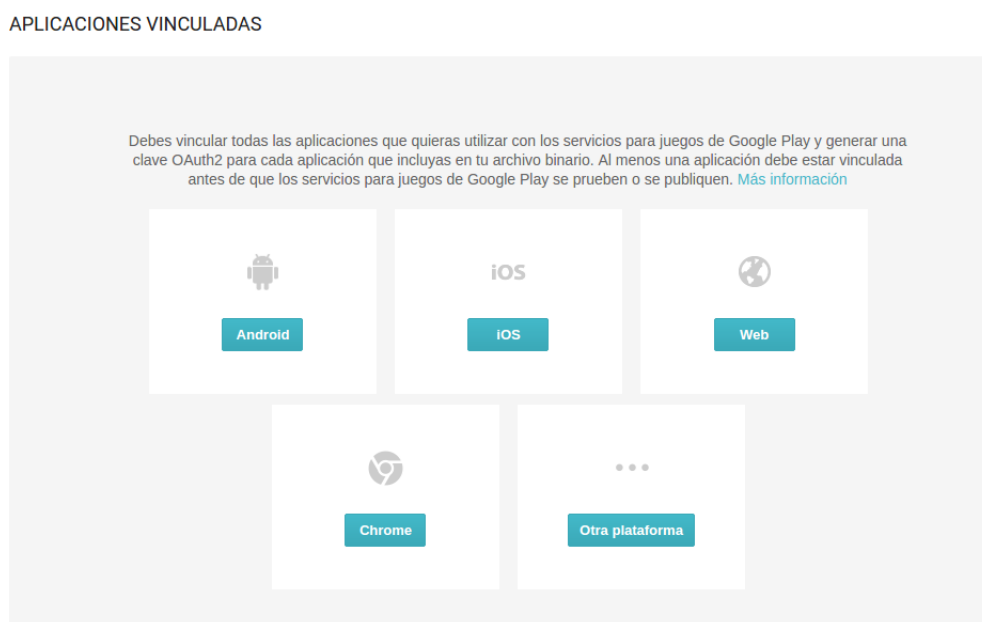 APLICACIONES VINCULADAS
Debes vincular todas las aplicaciones que quieras utilizar con los servicios para juegos de Google Play y generar una
clave OAuth2 para cada aplicación que incluyas en tu archivo binario. Al menos una aplicación debe estar vinculada
antes de que los servicios para juegos de Google Play se prueben o se publiquen. Más información
iOS
Android
iOS
Web
Chrome
Otra plataforma